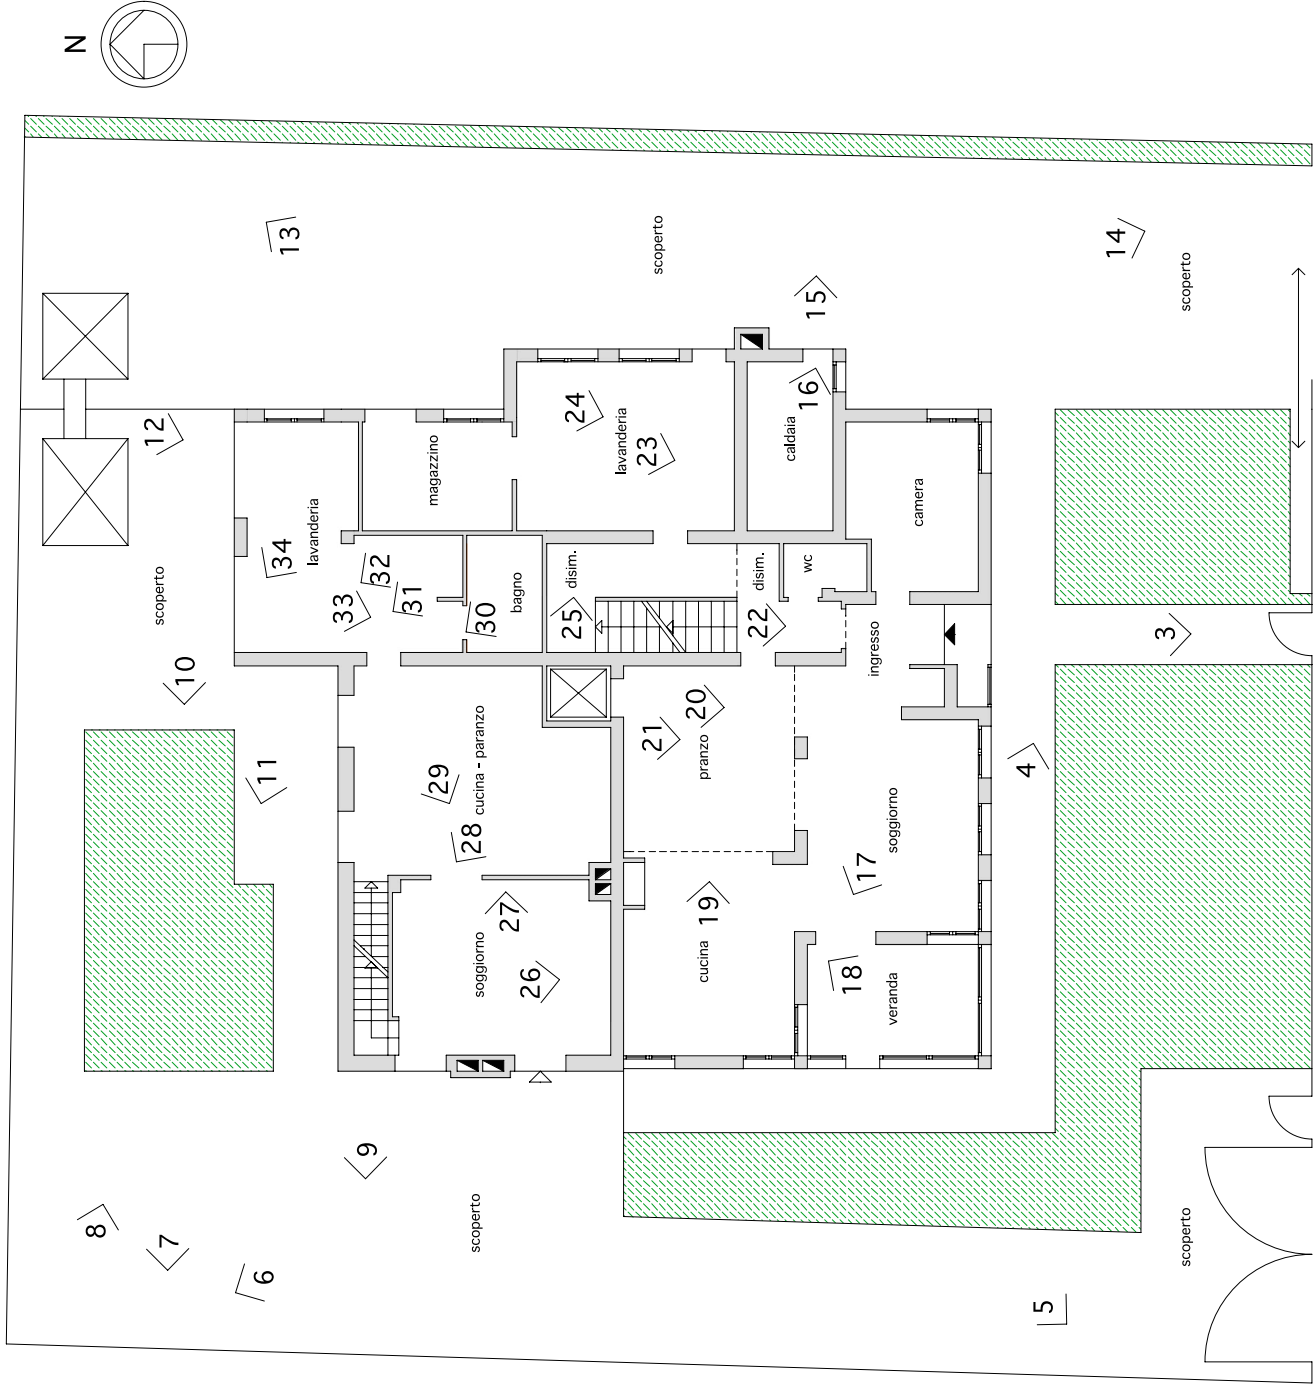 N
8
12
scoperto
7
10
6
11
34
13
lavanderia
33
9
32
31
magazzino
29
28
scoperto
soggiorno
cucina - paranzo
30
27
bagno
26
25
disim.
24
lavanderia
23
21
scoperto
20
cucina
pranzo
19
22
disim.
caldaia
wc
16
15
18
17
ingresso
veranda
soggiorno
camera
4
5
14
3
scoperto
scoperto